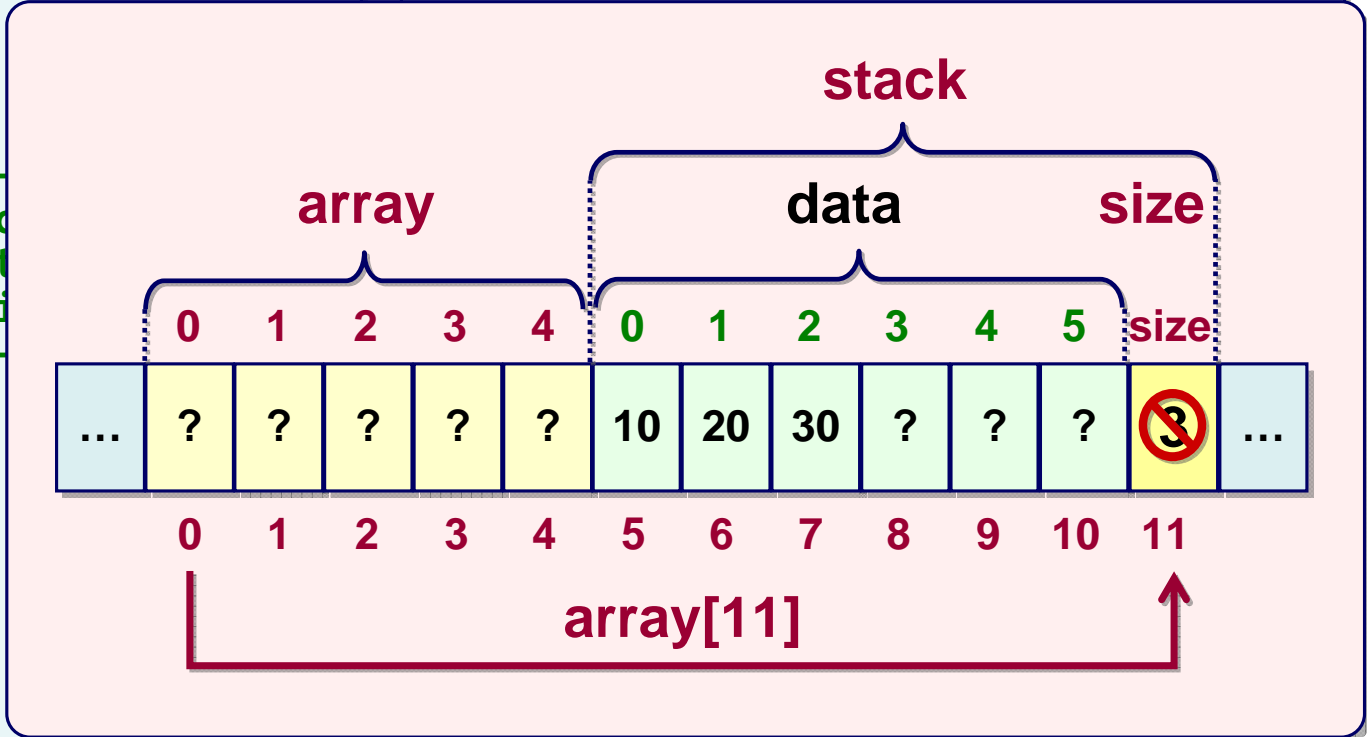 stack
array data size
0 1 2 3 4 0 1 2 3 4 5 size
... ? ? ? ? ? 10 20 30 ? ? ? 3 ...
0 1 2 3 4 5 6 7 8 9 10 11
array[11]